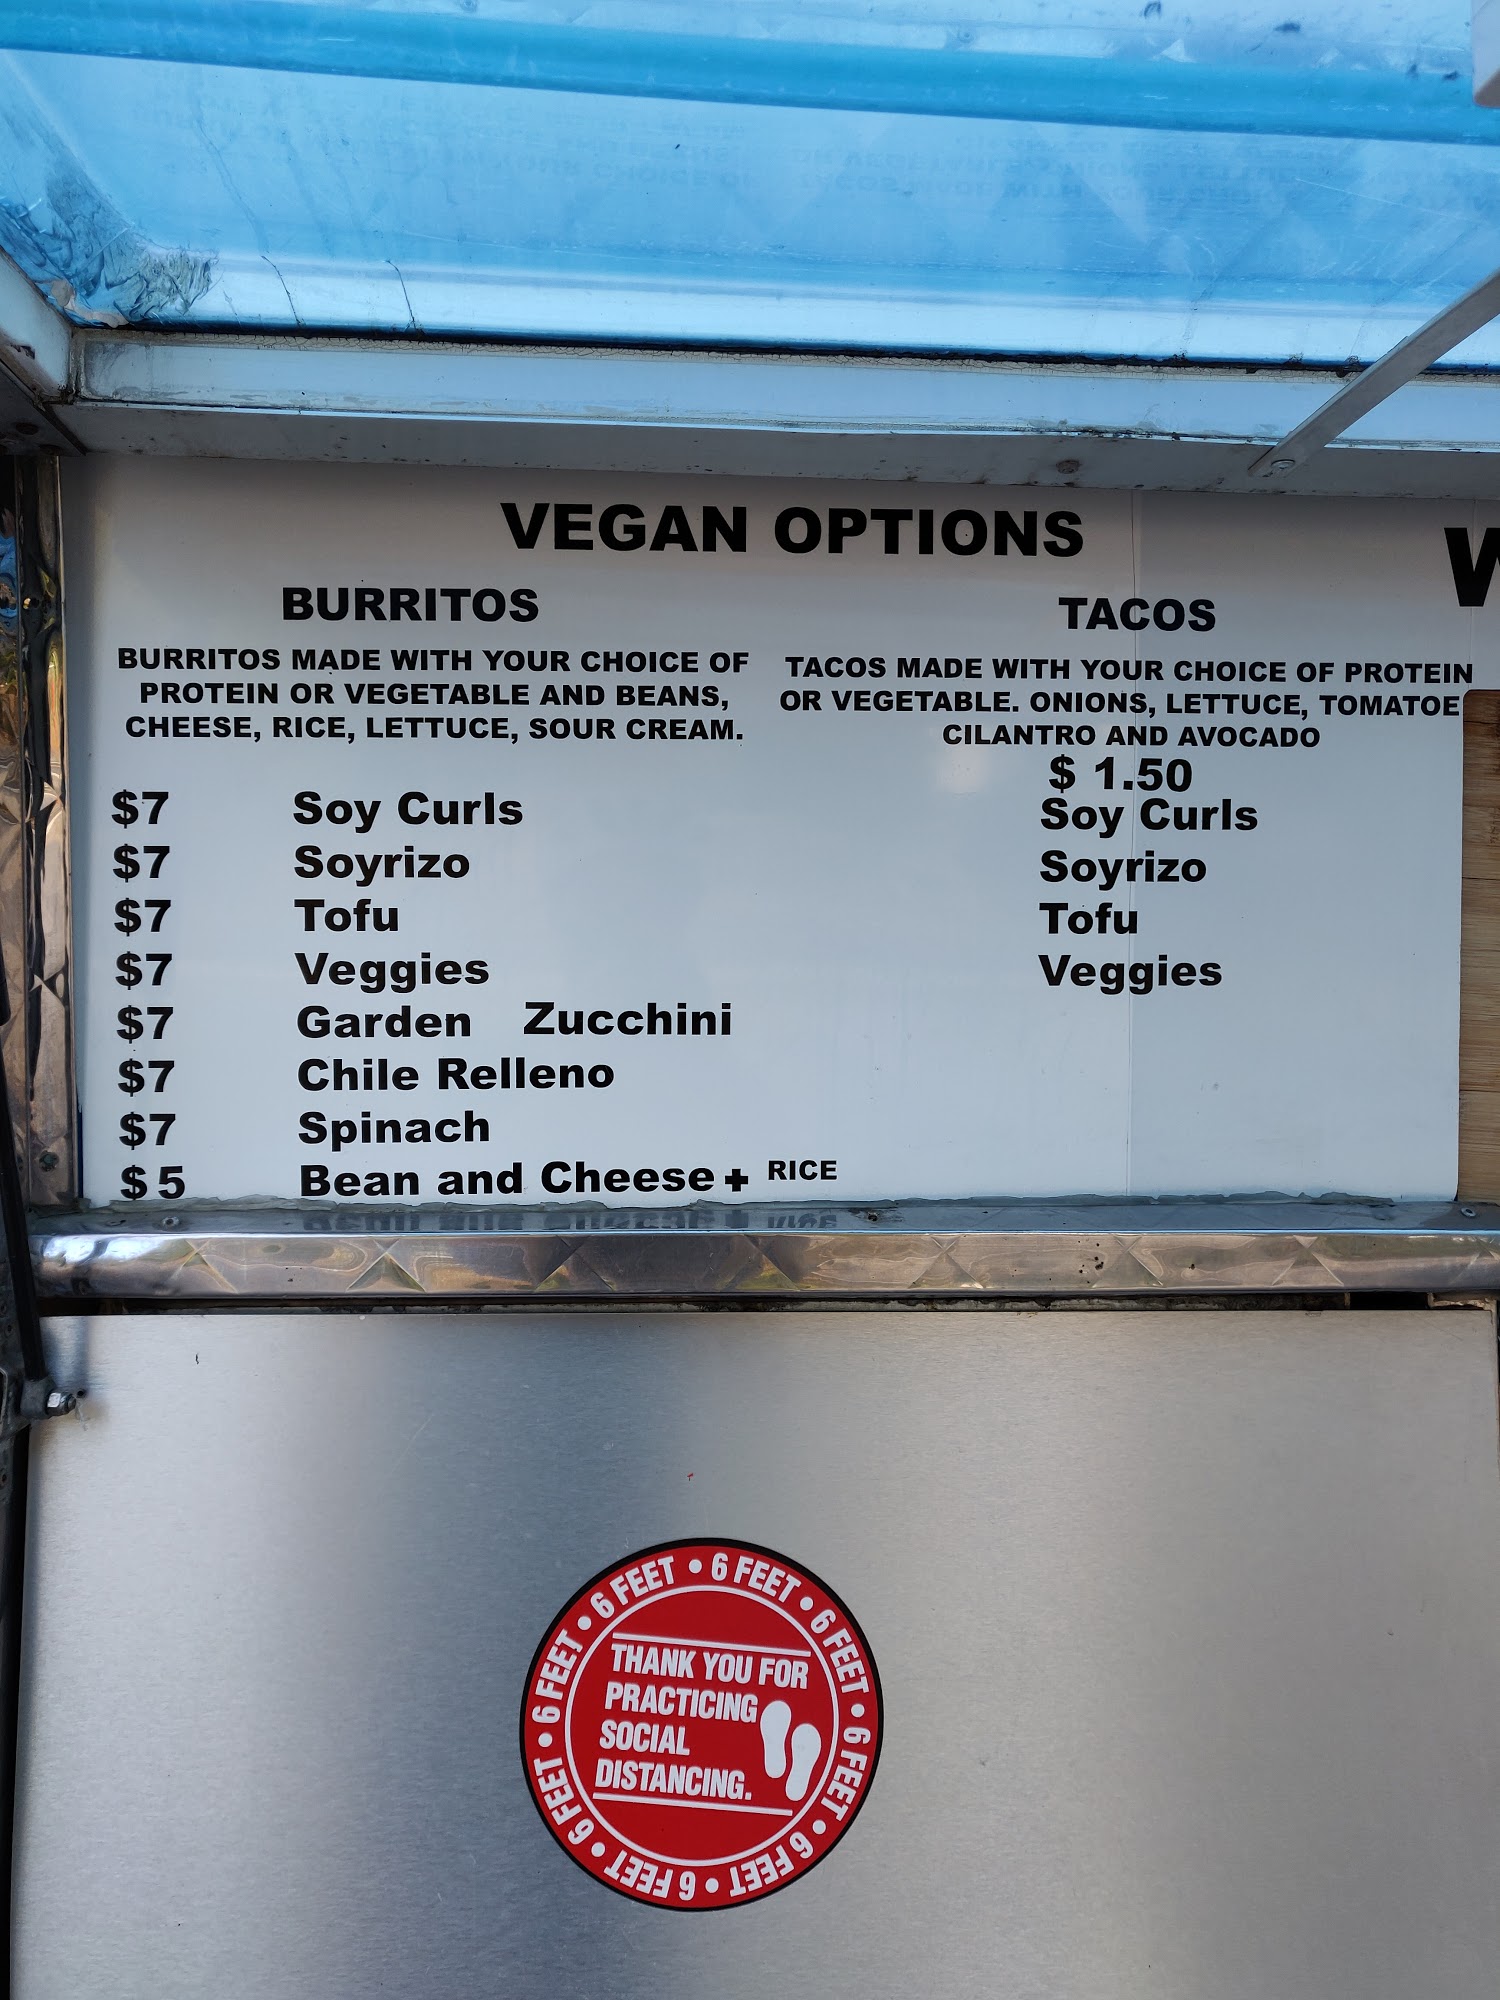 VEGAN OPTIONS
BURRITOS
BURRITOS MADE WITH YOUR CHOICE OF
PROTEIN OR VEGETABLE AND BEANS,
CHEESE, RICE, LETTUCE, SOUR CREAM.
$7 Soy Curls
$7 Soyrizo
$7 Tofu
$7 Veggies
$7 Garden Zucchini
$7 Chile Relleno
$7 Spinach
$5 Bean and Cheese + RICE
TACOS
TACOS MADE WITH YOUR CHOICE OF PROTEIN
OR VEGETABLE. ONIONS, LETTUCE, TOMATOE
CILANTRO AND AVOCADO
$ 1.50
Soy Curls
Soyrizo
Tofu
Veggies
W
6 FEET • 6 FEET • 6 FEET • 6 FEET • 6 FEET • 6 FEET • 6 FEET • 6 FEET •
THANK YOU FOR
PRACTICING
SOCIAL
DISTANCING.